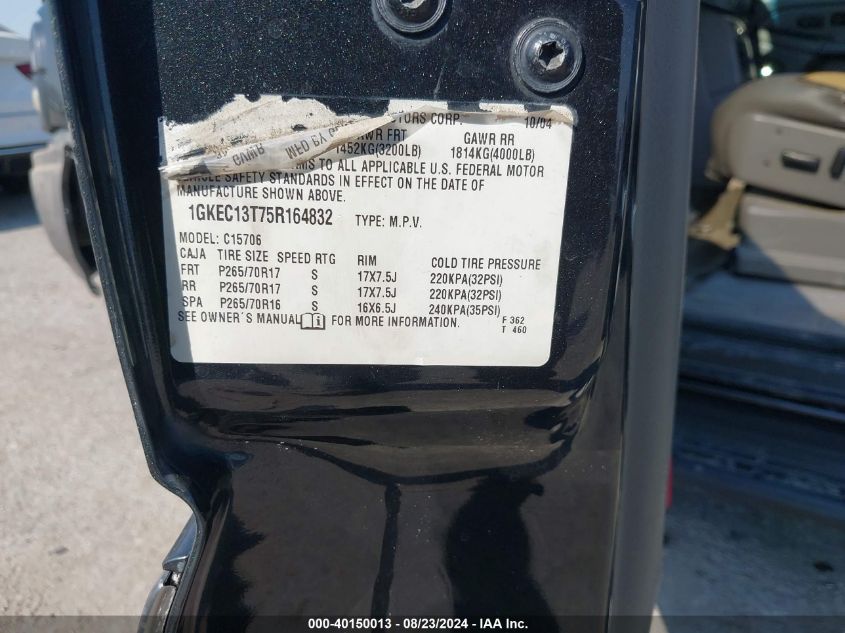 TORS CORP. 10/04
GAWR MFD BY G WR FRT GAWR RR
1452KG(3200LB) 1814KG(4000LB)
MS TO ALL APPLICABLE U.S. FEDERAL MOTOR
SAFETY STANDARDS IN EFFECT ON THE DATE OF
MANUFACTURE SHOWN ABOVE.
1GKEC13T75R164832 TYPE: M.P.V.
MODEL: C15706
CAJA TIRE SIZE SPEED RTG RIM COLD TIRE PRESSURE
FRT P265/70R17 S 17X7.5J 220KPA(32PSI)
RR P265/70R17 S 17X7.5J 220KPA(32PSI)
SPA P265/70R16 S 16X6.5J 240KPA(35PSI)
SEE OWNER'S MANUAL FOR MORE INFORMATION.
F 362
T 460
000-40150013 - 08/23/2024 - IAA, Inc.